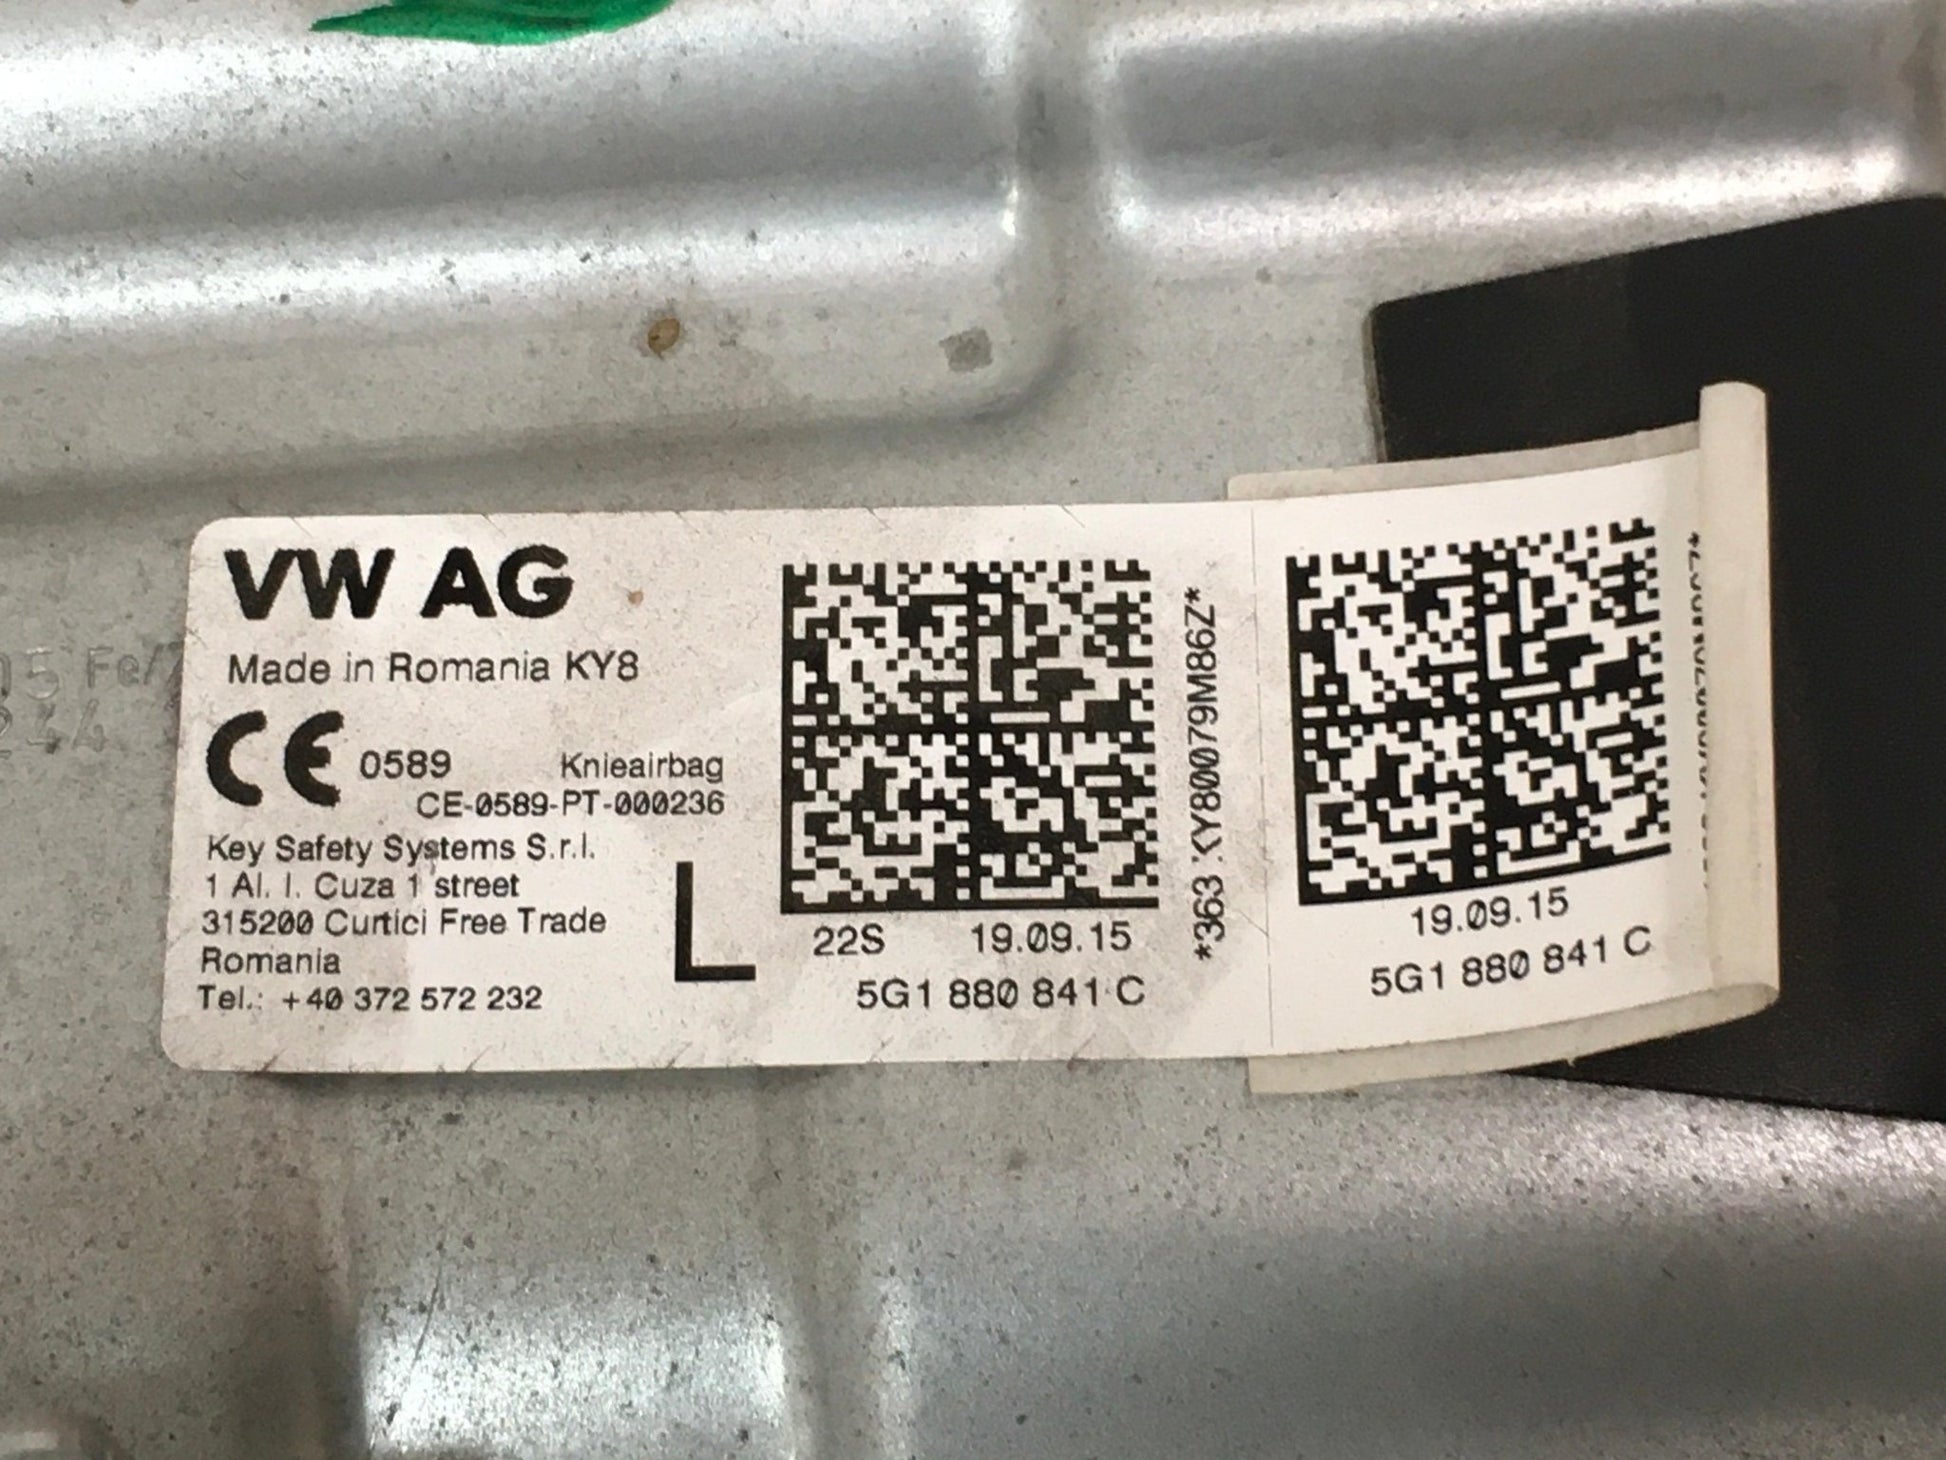 VW AG
Made in Romania KY8
CE 0589 Knieairbag
CE-0589-PT-000236
Key Safety Systems S.r.l.
1 Al. I. Cuza 1 street
315200 Curtici Free Trade
Romania
Tel.: +40 372 572 232
L
22S 19.09.15
5G1 880 841 C
*363 KY80079M86Z*
19.09.15
5G1 880 841 C
244